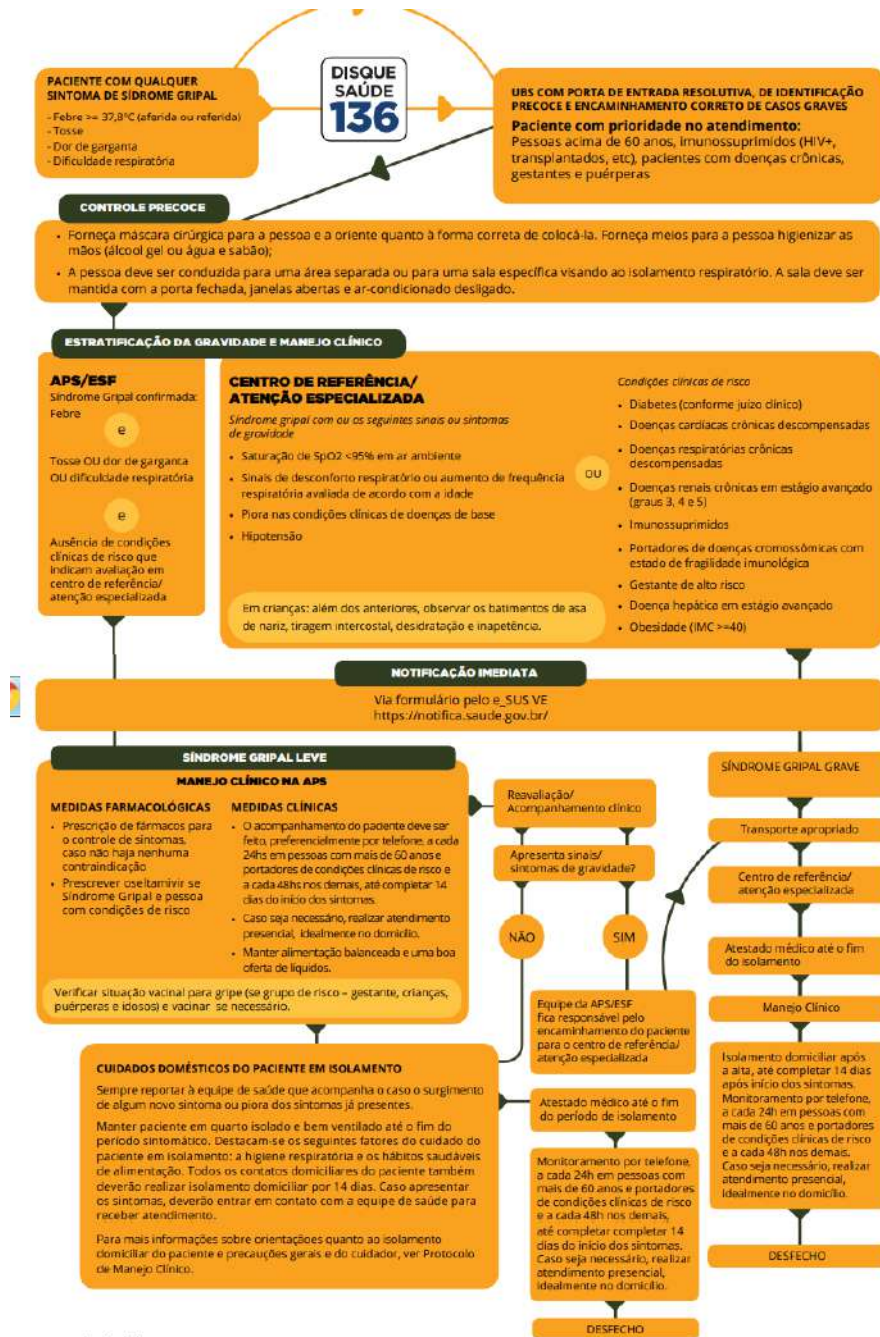 PACIENTE COM QUALQUER
SINTOMA DE SÍDROME GRIPAL
- Febre >= 37,8°C (aferida ou referida)
- Tosse
- Dor de garganta
- Dificuldade respiratória
DISQUE
SAÚDE
136
UBS COM PORTA DE ENTRADA RESOLUTIVA, DE IDENTIFICAÇÃO
PRECOCE E ENCAMINHAMENTO CORRETO DE CASOS GRAVES
Paciente com prioridade no atendimento:
Pessoas acima de 60 anos, imunossuprimidos (HIV+,
transplantados, etc), pacientes com doenças crônicas,
gestantes e puérperas
CONTROLE PRECOCE
• Forneça máscara cirúrgica para a pessoa e a oriente quanto à forma correta de colocá-la. Forneça meios para a pessoa higienizar as
mãos (álcool gel ou água e sabão);
• A pessoa deve ser conduzida para uma área separada ou para uma sala específica visando ao isolamento respiratório. A sala deve ser
mantida com a porta fechada, janelas abertas e ar-condicionado desligado.
ESTRATIFICAÇÃO DA GRAVIDADE E MANEJO CLÍNICO
APS/ESF
Síndrome Gripal confirmada:
Febre
e
Tosse OU dor de garganta
OU dificuldade respiratória
e
Ausência de condições
clínicas de risco que
indicam avaliação em
centro de referência/
atenção especializada
CENTRO DE REFERÊNCIA/
ATENÇÃO ESPECIALIZADA
Síndrome gripal com ou os seguintes sinais ou sintomas
de gravidade
• Saturação de SpO2 <95% em ar ambiente
• Sinais de desconforto respiratório ou aumento de frequência
respiratória avaliada de acordo com a idade
• Piora nas condições clínicas de doenças de base
• Hipotensão
Em crianças: além dos anteriores, observar os batimentos de asa
de nariz, tiragem intercostal, desidratação e inapetência.
OU
Condições clínicas de risco
• Diabetes (conforme juízo clínico)
• Doenças cardíacas crônicas descompensadas
• Doenças respiratórias crônicas
descompensadas
• Doenças renais crônicas em estágio avançado
(graus 3, 4 e 5)
• Imunossuprimidos
• Portadores de doenças cromossômicas com
estado de fragilidade imunológica
• Gestante de alto risco
• Doença hepática em estágio avançado
• Obesidade (IMC >=40)
NOTIFICAÇÃO IMEDIATA
Via formulário pelo e_SUS VE
https://notifica.saude.gov.br/
SÍNDROME GRIPAL LEVE
MANEJO CLÍNICO NA APS
MEDIDAS FARMACOLÓGICAS
• Prescrição de fármacos para
o controle de sintomas,
caso não haja nenhuma
contraindicação
• Prescrever oseltamivir se
Síndrome Gripal e pessoa
com condições de risco
MEDIDAS CLÍNICAS
• O acompanhamento do paciente deve ser
feito, preferencialmente por telefone, a cada
24hs em pessoas com mais de 60 anos e
portadores de condições clínicas de risco e
a cada 48hs nos demais, até completar 14
dias do início dos sintomas.
• Caso seja necessário, realizar atendimento
presencial, idealmente no domicílio.
• Manter alimentação balanceada e uma boa
oferta de líquidos.
Verificar situação vacinal para gripe (se grupo de risco – gestante, crianças,
puérperas e idosos) e vacinar se necessário.
Reavaliação/
Acompanhamento clínico
Apresenta sinais/
sintomas de gravidade?
NÃO
SIM
Equipe da APS/ESF
fica responsável pelo
encaminhamento do paciente
para o centro de referência/
atenção especializada
SÍNDROME GRIPAL GRAVE
Transporte apropriado
Centro de referência/
atenção especializada
Atestado médico até o fim
do isolamento
Manejo Clínico
Isolamento domiciliar após
a alta, até completar 14 dias
após início dos sintomas.
Monitoramento por telefone,
a cada 24h em pessoas com
mais de 60 anos e portadores
de condições clínicas de risco
e a cada 48h nos demais.
Caso seja necessário, realizar
atendimento presencial,
idealmente no domicílio.
DESFECHO
CUIDADOS DOMÉSTICOS DO PACIENTE EM ISOLAMENTO
Sempre reportar à equipe de saúde que acompanha o caso o surgimento
de algum novo sintoma ou piora dos sintomas já presentes.
Manter paciente em quarto isolado e bem ventilado até o fim do
período sintomático. Destacam-se os seguintes fatores do cuidado do
paciente em isolamento: a higiene respiratória e os hábitos saudáveis
de alimentação. Todos os contatos domiciliares do paciente também
deverão realizar isolamento domiciliar por 14 dias. Caso apresentar
os sintomas, deverão entrar em contato com a equipe de saúde para
receber atendimento.
Para mais informações sobre orientaçãoes quanto ao isolamento
domiciliar do paciente e precauções gerais e do cuidador, ver Protocolo
de Manejo Clínico.
Atestado médico até o fim
do período de isolamento
Monitoramento por telefone,
a cada 24h em pessoas com
mais de 60 anos e portadores
de condições clínicas de risco
e a cada 48h nos demais,
até completar completar 14
dias do início dos sintomas.
Caso seja necessário, realizar
atendimento presencial,
idealmente no domicílio.
DESFECHO